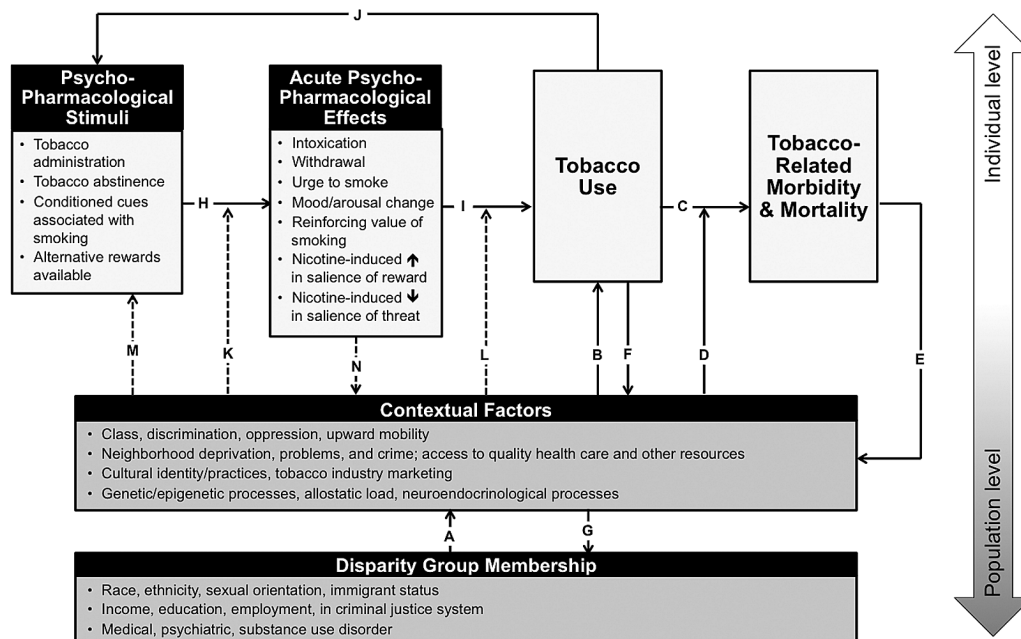 J
Psycho-
Pharmacological
Stimuli
• Tobacco
administration
• Tobacco abstinence
• Conditioned cues
associated with
smoking
• Alternative rewards
available
H
Acute Psycho-
Pharmacological
Effects
• Intoxication
• Withdrawal
• Urge to smoke
• Mood/arousal change
• Reinforcing value of
smoking
• Nicotine-induced ↑
in salience of reward
• Nicotine-induced ↓
in salience of threat
I
Tobacco
Use
C
Tobacco-
Related
Morbidity
& Mortality
M
K
N
L
B
F
D
E
Contextual Factors
• Class, discrimination, oppression, upward mobility
• Neighborhood deprivation, problems, and crime; access to quality health care and other resources
• Cultural identity/practices, tobacco industry marketing
• Genetic/epigenetic processes, allostatic load, neuroendocrinological processes
A
G
Disparity Group Membership
• Race, ethnicity, sexual orientation, immigrant status
• Income, education, employment, in criminal justice system
• Medical, psychiatric, substance use disorder
Individual level
Population level